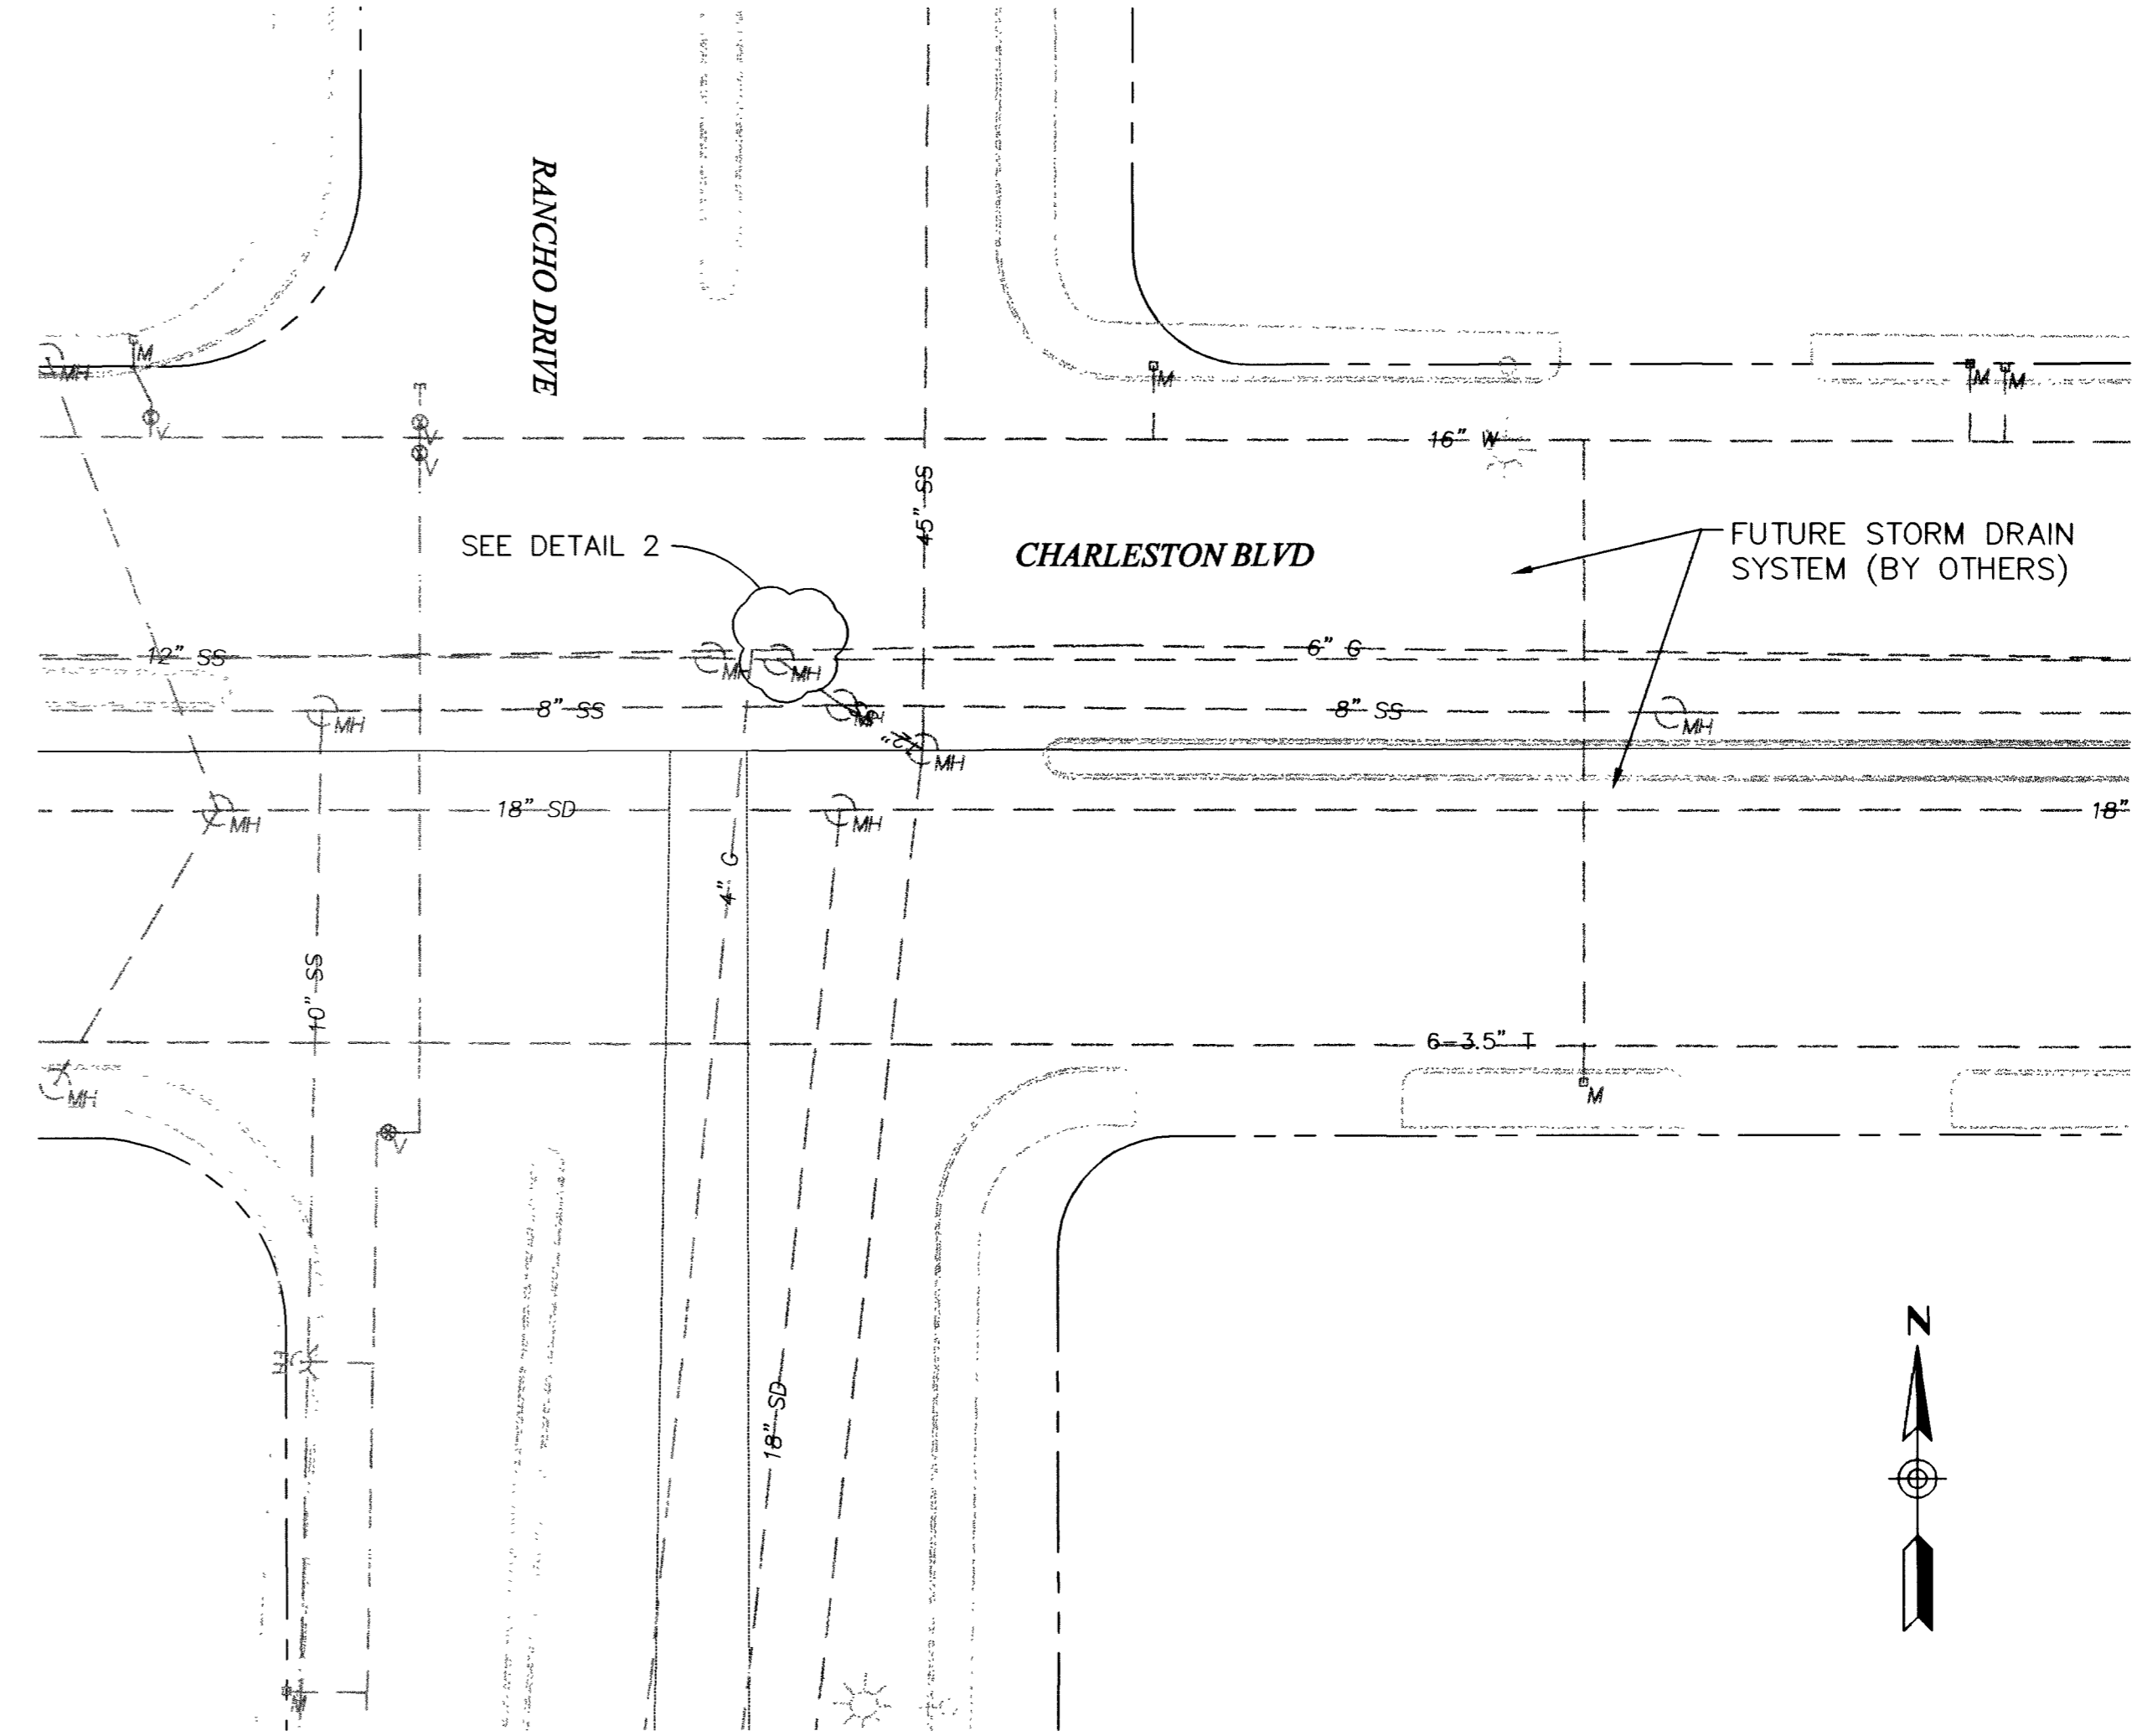 RANCHO DRIVE
MH
M
V
V
V
M
16" W
M
M
45" SS
SEE DETAIL 2
CHARLESTON BLVD
FUTURE STORM DRAIN
SYSTEM (BY OTHERS)
12" SS
MH
MH
6" G
MH
8" SS
8" SS
MH
MH
MH
18" SD
MH
18"
4" G
10" SS
6-3.5" T
MH
V
M
N
18" SD